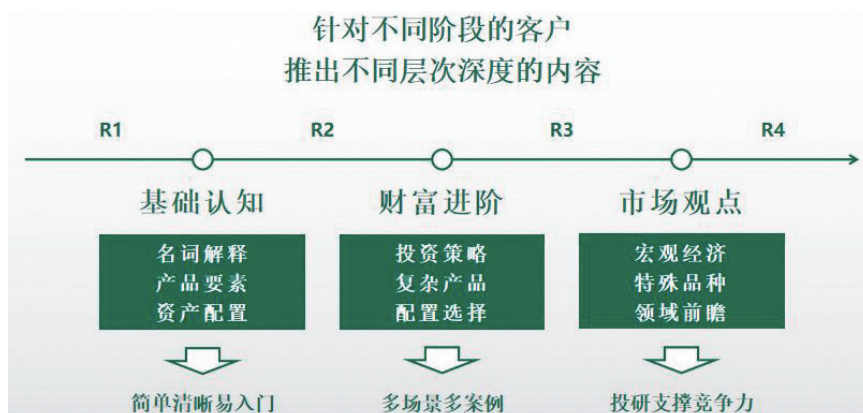 针对不同阶段的客户
推出不同层次深度的内容
R1 R2 R3 R4
基础认知 财富进阶 市场观点
名词解释 投资策略 宏观经济
产品要素 复杂产品 特殊品种
资产配置 配置选择 领域前瞻
简单清晰易入门 多场景多案例 投研支撑竞争力